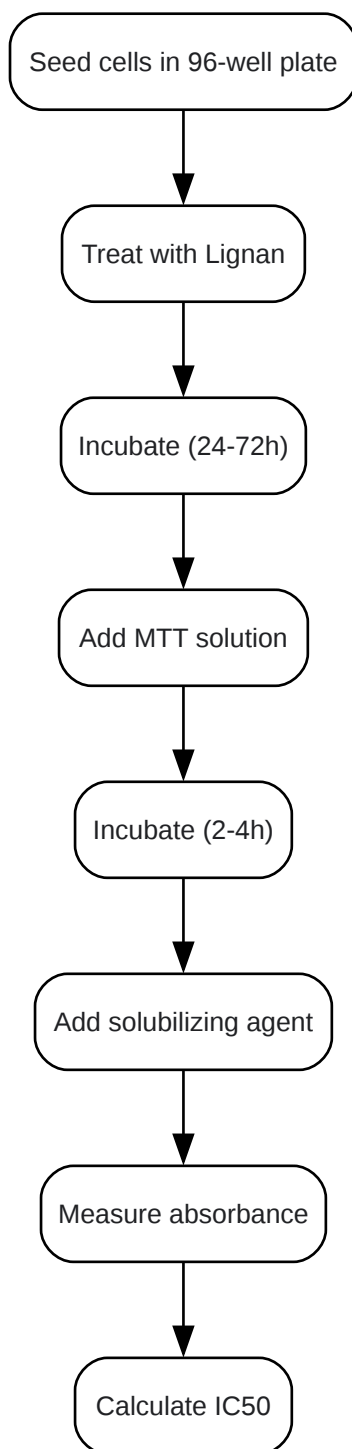 Seed cells in 96-well plate
Treat with Lignan
Incubate (24-72h)
Add MTT solution
Incubate (2-4h)
Add solubilizing agent
Measure absorbance
Calculate IC50